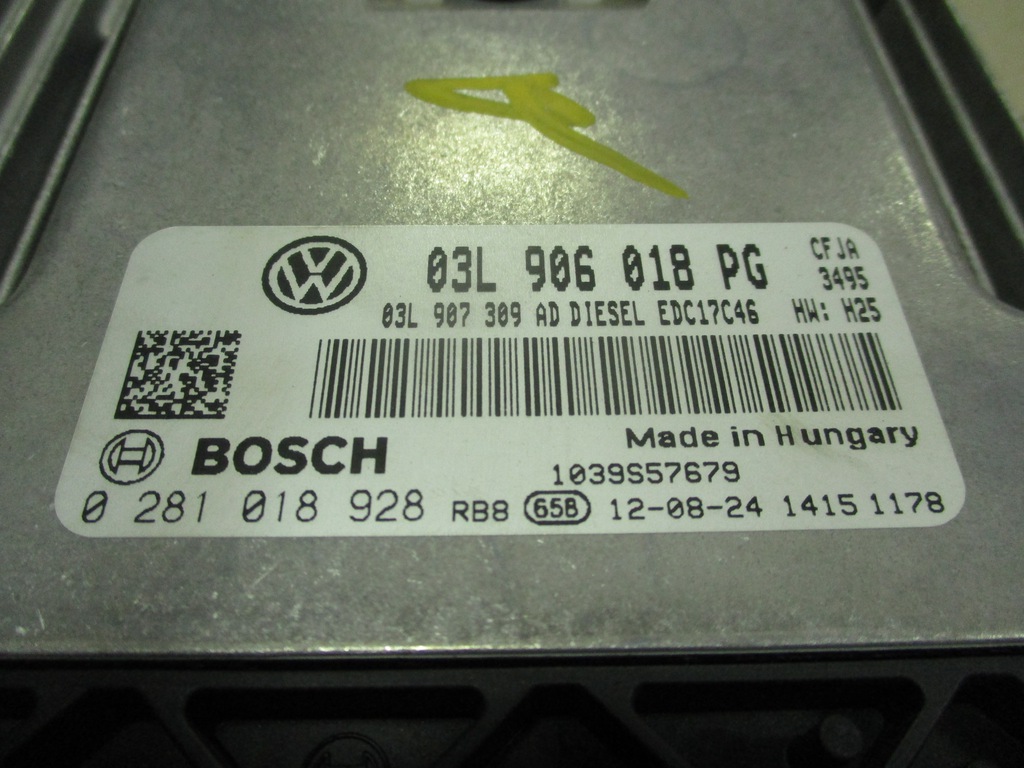 03L 906 018 PG CFJA
3495
03L 907 309 AD DIESEL EDC17C46 HW: H25
Made in Hungary
BOSCH
1039S57679
0 281 018 928 RB8 65B 12-08-24 1415 1178